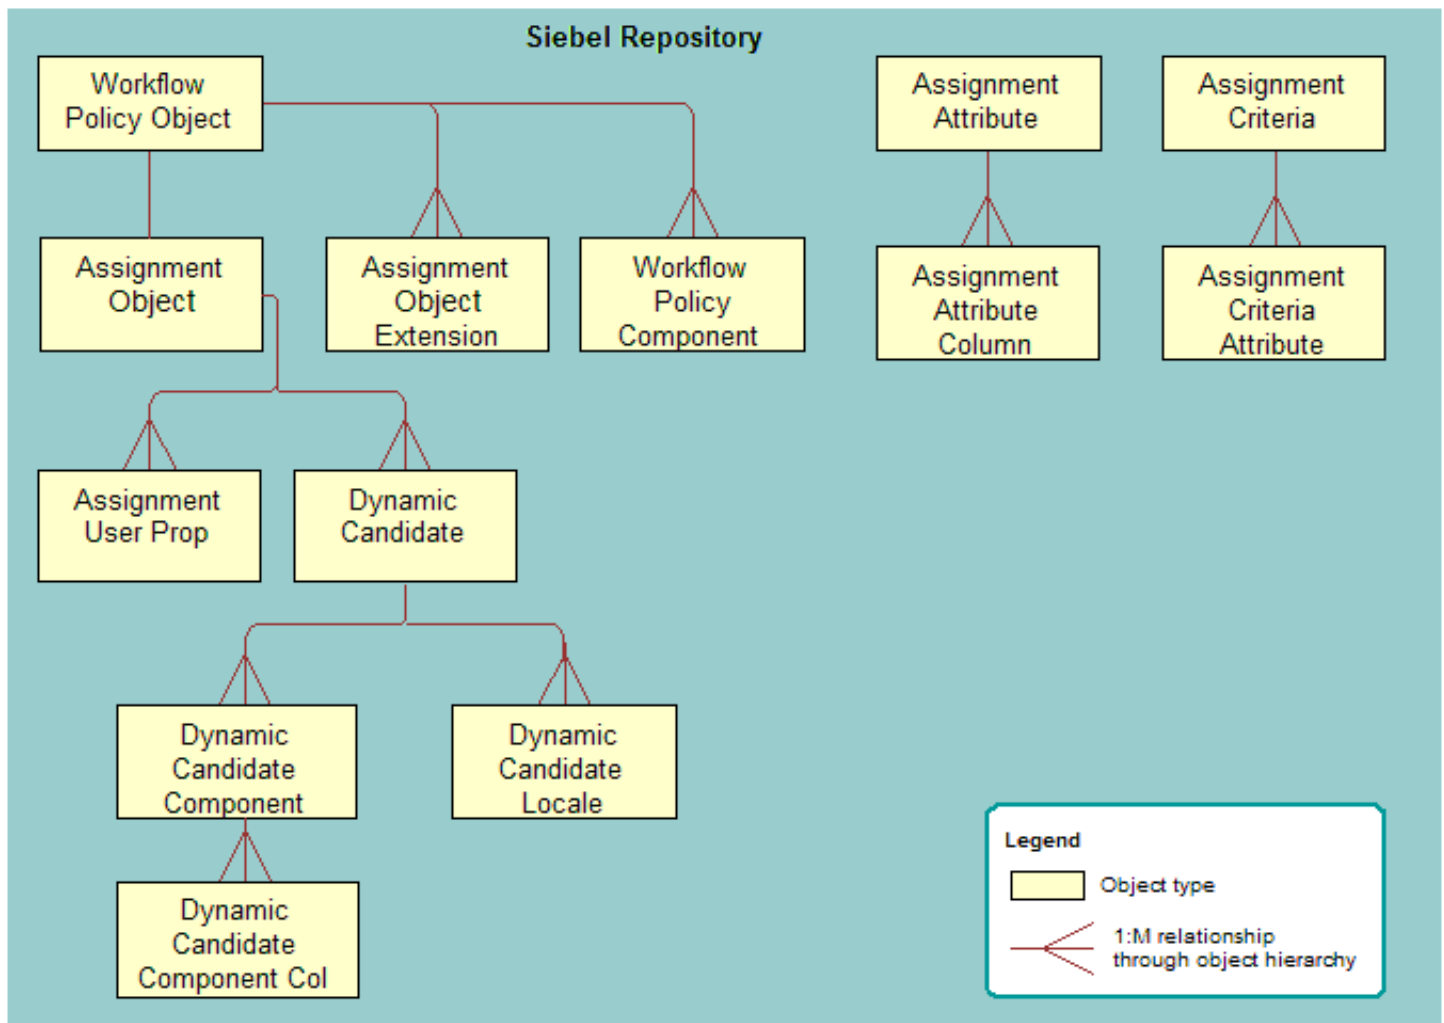 Siebel Repository
Workflow
Policy Object
Assignment
Attribute
Assignment
Criteria
Assignment
Object
Assignment
Object
Extension
Workflow
Policy
Component
Assignment
Attribute
Column
Assignment
Criteria
Attribute
Assignment
User Prop
Dynamic
Candidate
Dynamic
Candidate
Component
Dynamic
Candidate
Locale
Dynamic
Candidate
Component Col
Legend
Object type
1:M relationship
through object hierarchy